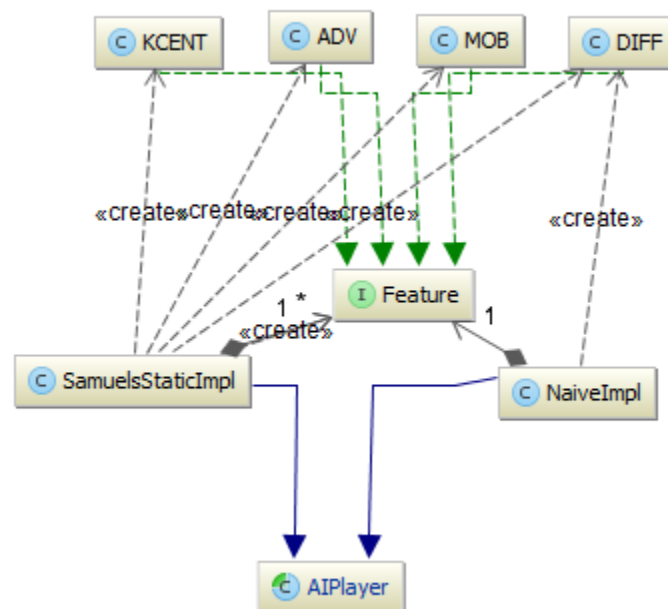 C KCENT
C ADV
C MOB
C DIFF
«create»
«create»
«create»
«create»
«create»
I Feature
1 *
«create»
1
C SamuelsStaticImpl
C NaiveImpl
C AIPlayer